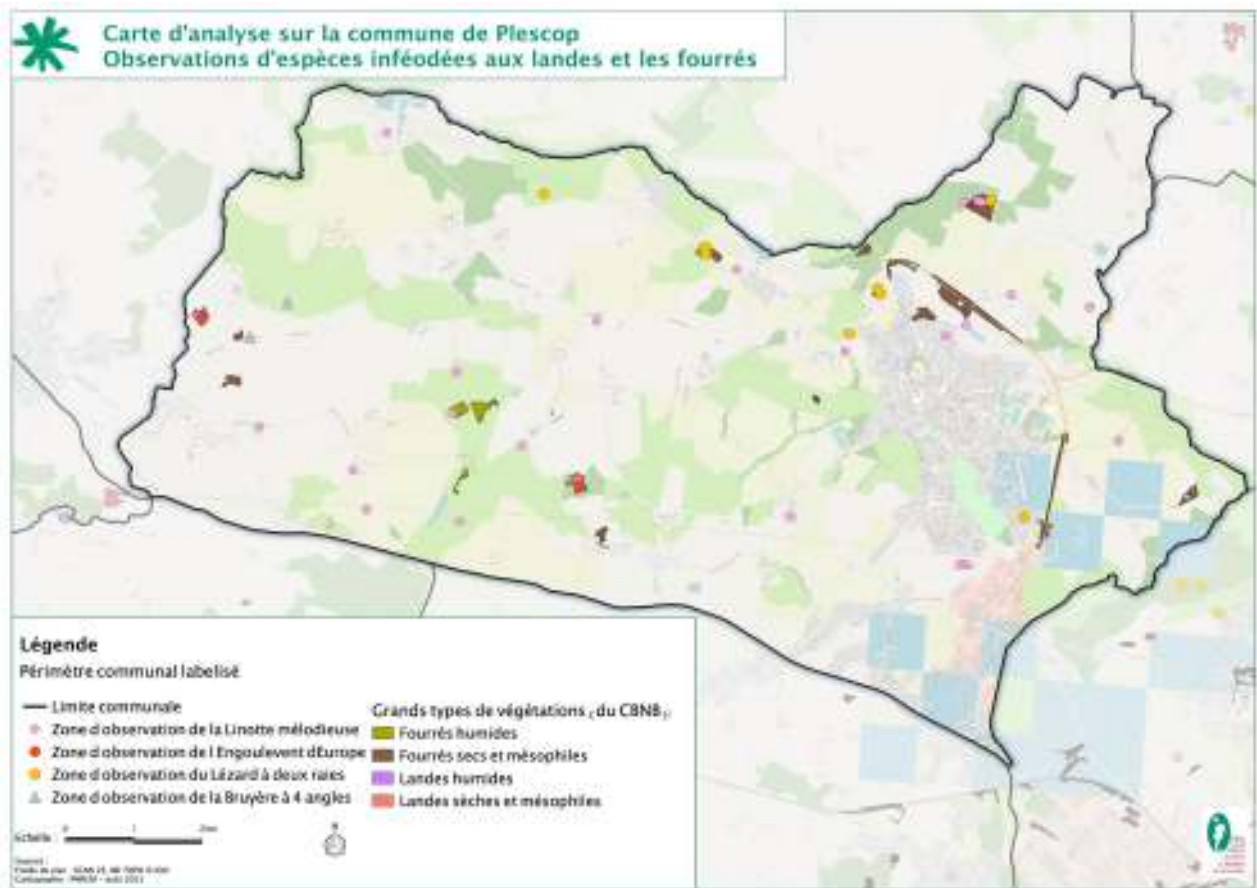 Carte d'analyse sur la commune de Plescop
Observations d'espèces inféodées aux landes et les fourrés
Légende
Périmètre communal labelisé
Limite communale
Zone d observation de la Linotte mélodieuse
Zone d observation de l Engoulevent d'Europe
Zone d observation du Lézard à deux raies
Zone d observation de la Bruyère à 4 angles
Grands types de végétations du CBNB
Fourrés humides
Fourrés secs et mésophiles
Landes humides
Landes sèches et mésophiles
Echelle :
0 1